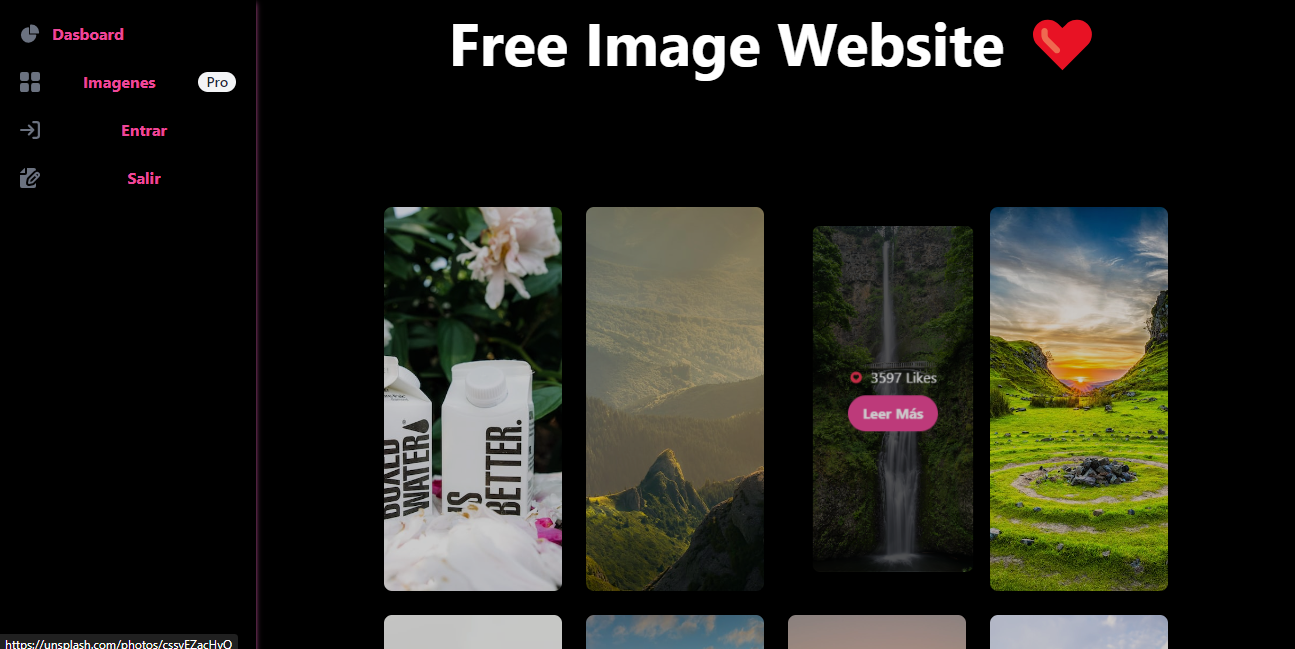 Dasboard
Imagenes
Pro
Entrar
Salir
Free Image Website
BOXED
WATER
IS
BETTER.
3597 Likes
Leer Más
https://unsplash.com/photos/cssvEZacHvQ